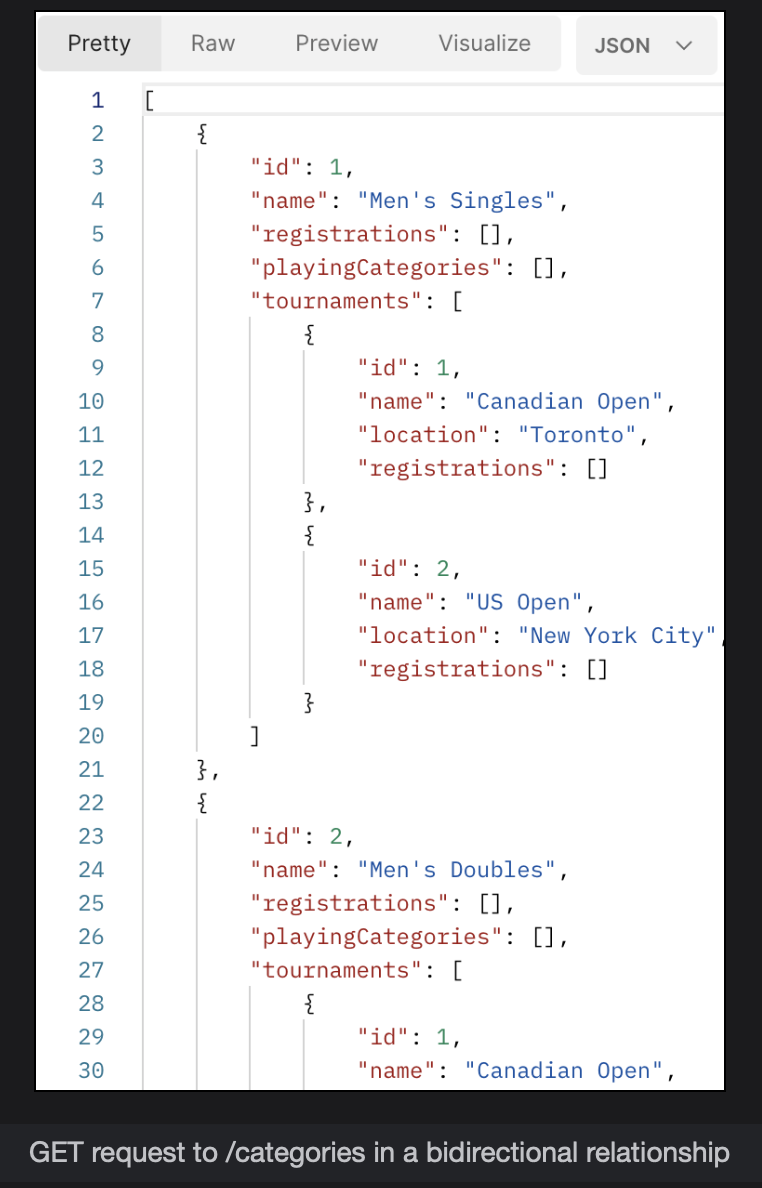 Pretty Raw Preview Visualize JSON
1 [
2 {
3 "id": 1,
4 "name": "Men's Singles",
5 "registrations": [],
6 "playingCategories": [],
7 "tournaments": [
8 {
9 "id": 1,
10 "name": "Canadian Open",
11 "location": "Toronto",
12 "registrations": []
13 },
14 {
15 "id": 2,
16 "name": "US Open",
17 "location": "New York City",
18 "registrations": []
19 }
20 ]
21 },
22 {
23 "id": 2,
24 "name": "Men's Doubles",
25 "registrations": [],
26 "playingCategories": [],
27 "tournaments": [
28 {
29 "id": 1,
30 "name": "Canadian Open",
GET request to /categories in a bidirectional relationship